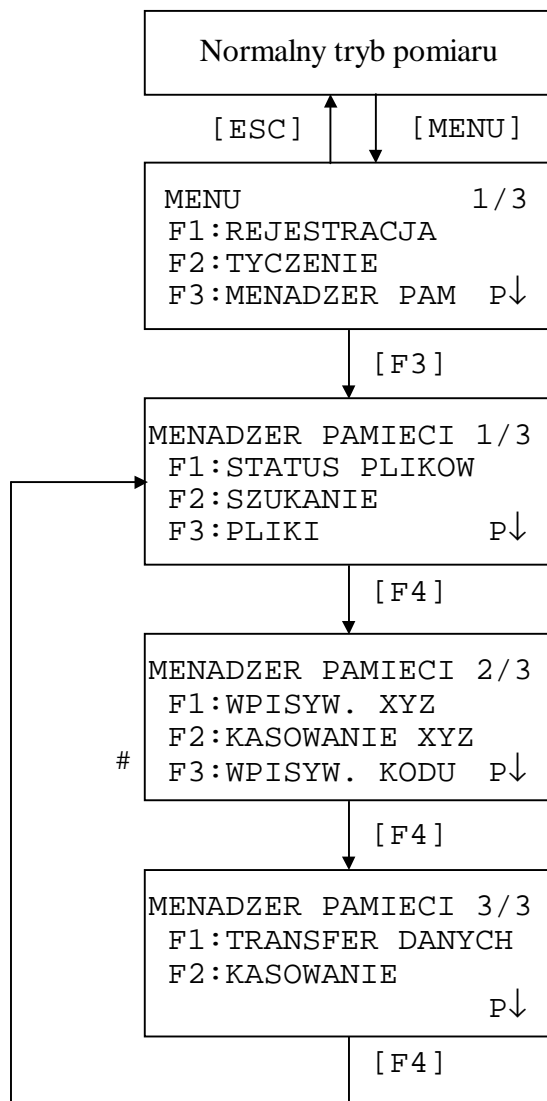 Normalny tryb pomiaru
[ESC] [MENU]
MENU 1/3
F1:REJESTRACJA
F2:TYCZENIE
F3:MENADZER PAM P↓
[F3]
MENADZER PAMIECI 1/3
F1:STATUS PLIKOW
F2:SZUKANIE
F3:PLIKI P↓
[F4]
MENADZER PAMIECI 2/3
F1:WPISYW. XYZ
F2:KASOWANIE XYZ
# F3:WPISYW. KODU P↓
[F4]
MENADZER PAMIECI 3/3
F1:TRANSFER DANYCH
F2:KASOWANIE
P↓
[F4]